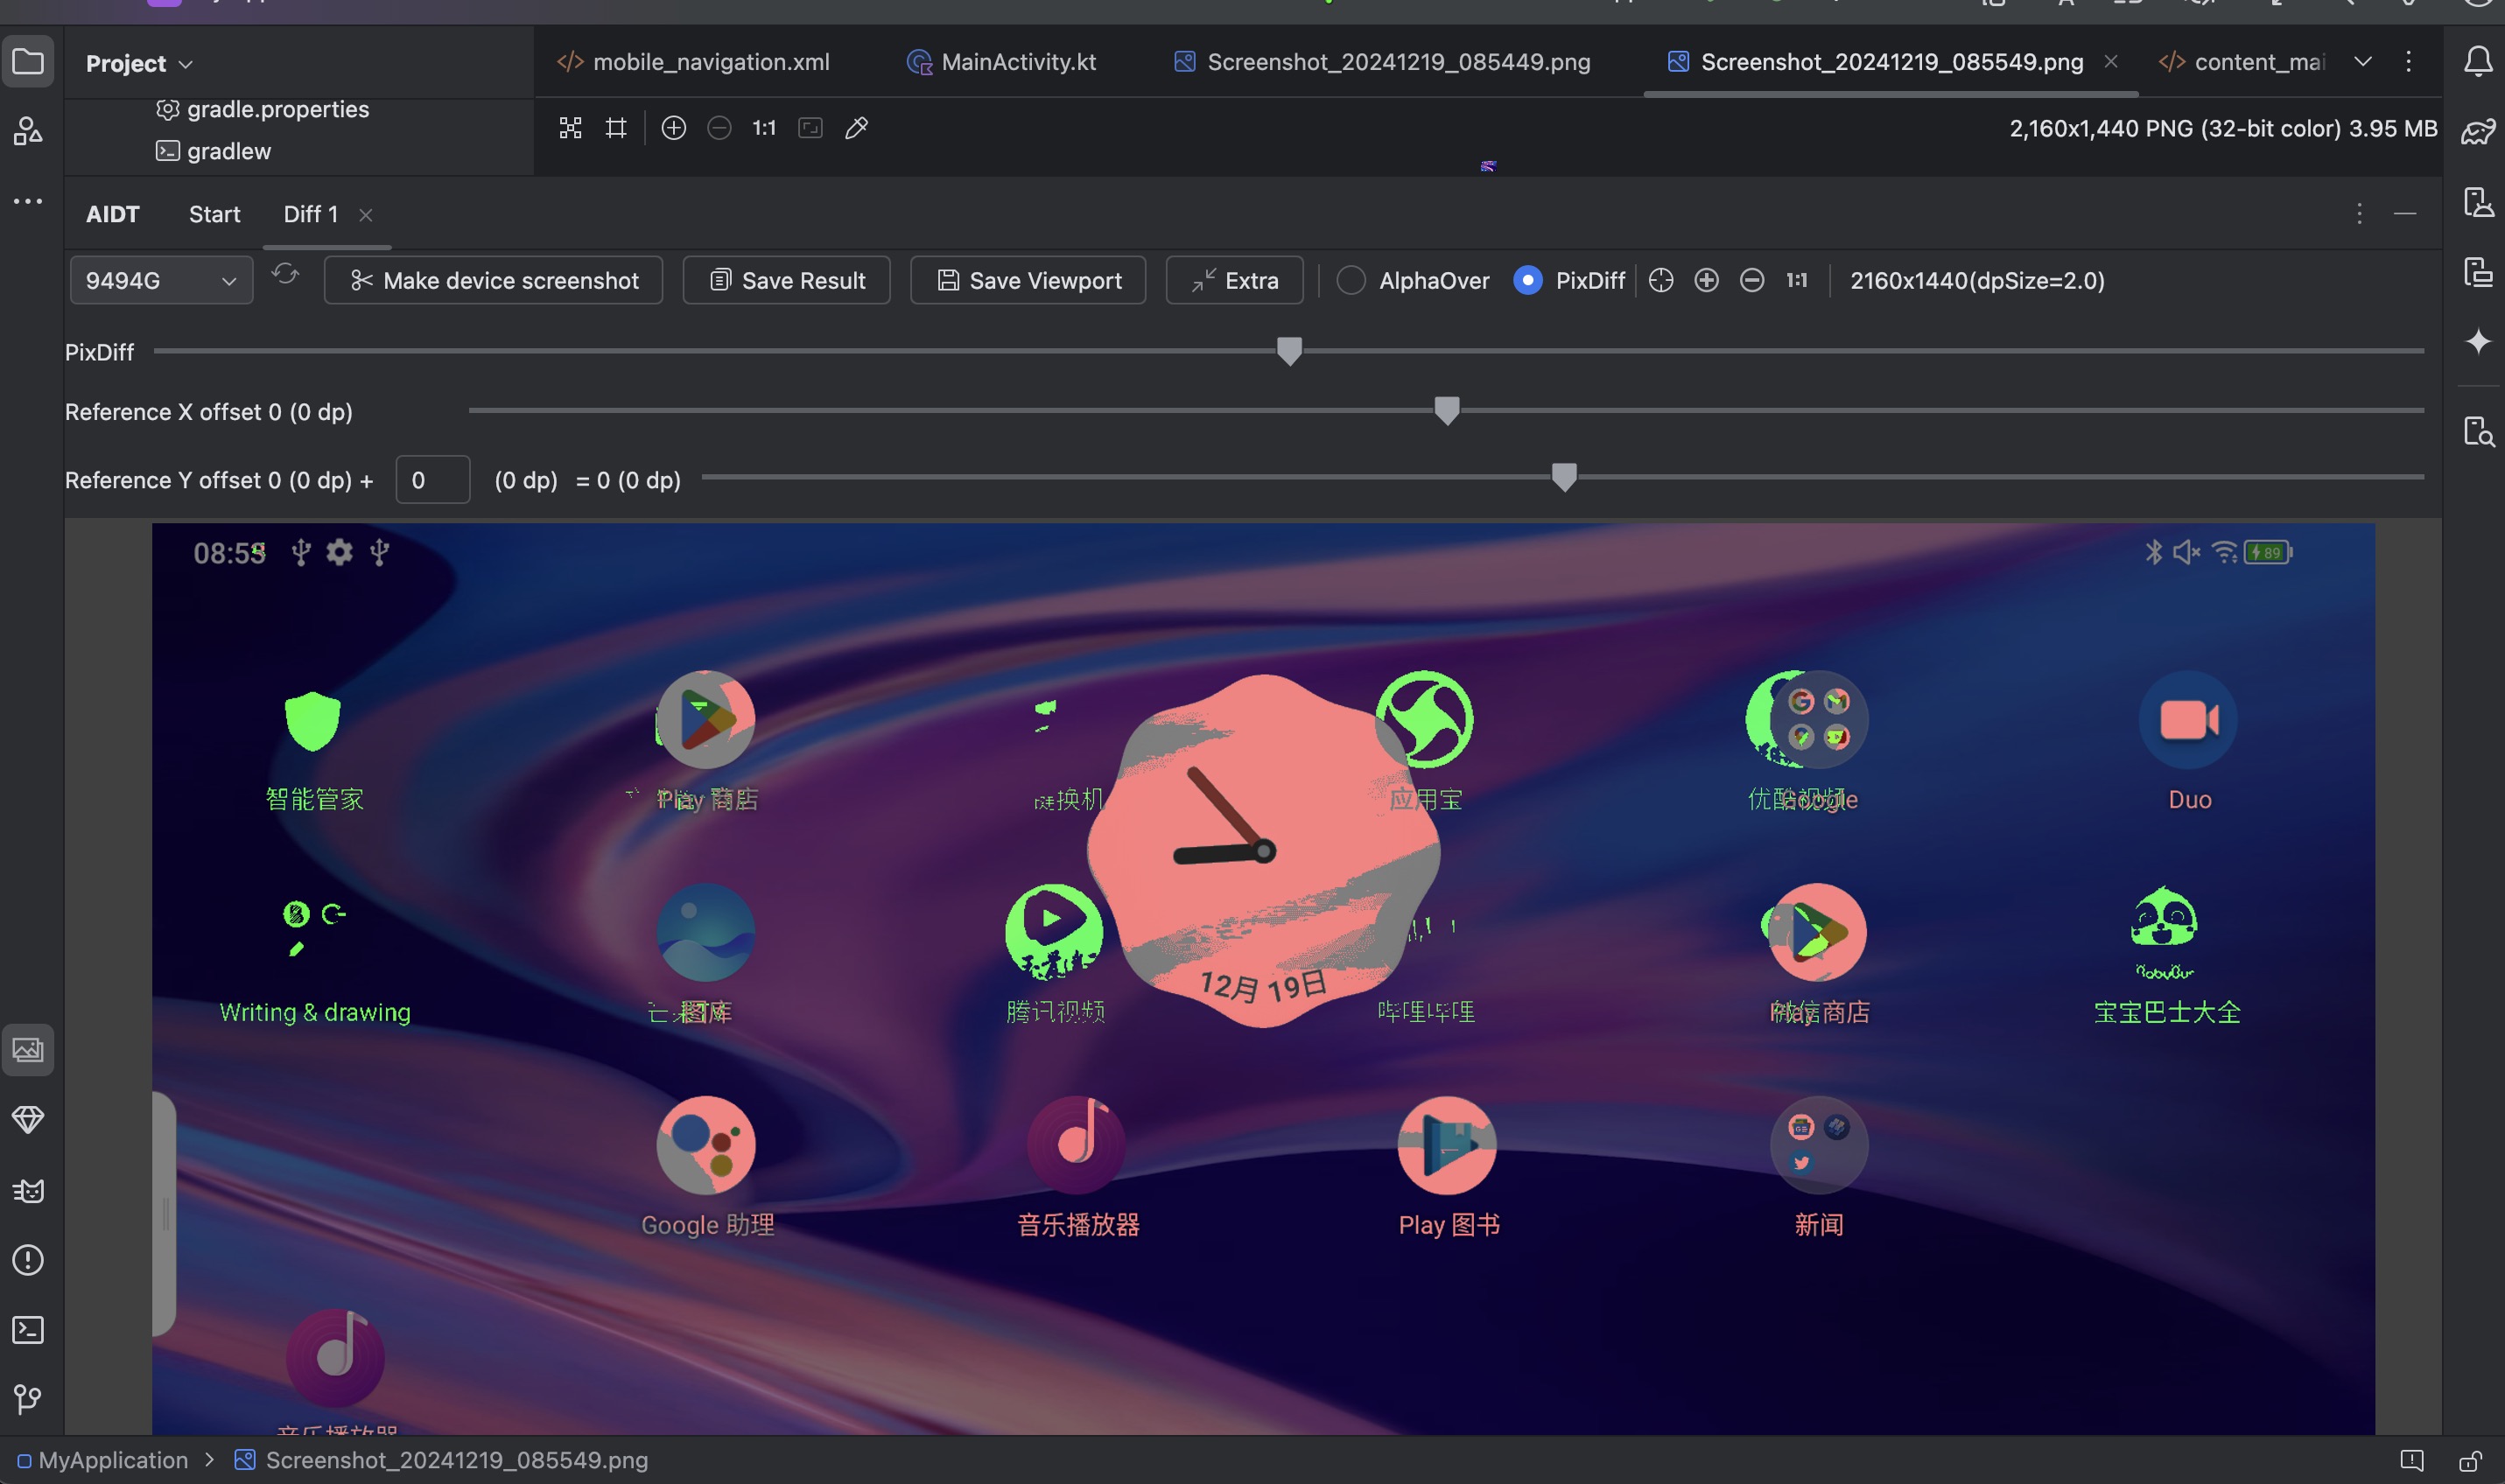 Project
mobile_navigation.xml
MainActivity.kt
Screenshot_20241219_085449.png
Screenshot_20241219_085549.png
content_mai
gradle.properties
gradlew
1:1
2,160x1,440 PNG (32-bit color) 3.95 MB
AIDT
Start
Diff 1
9494G
Make device screenshot
Save Result
Save Viewport
Extra
AlphaOver
PixDiff
1:1
2160x1440(dpSize=2.0)
PixDiff
Reference X offset 0 (0 dp)
Reference Y offset 0 (0 dp) +
0
(0 dp)
= 0 (0 dp)
89
智能管家
Play 商店
换机
应用宝
优酷视频
Google
Duo
12月 19日
Writing & drawing
图库
腾讯视频
哔哩哔哩
Play 商店
宝宝巴士大全
Google 助理
音乐播放器
Play 图书
新闻
音乐播放器
MyApplication
Screenshot_20241219_085549.png